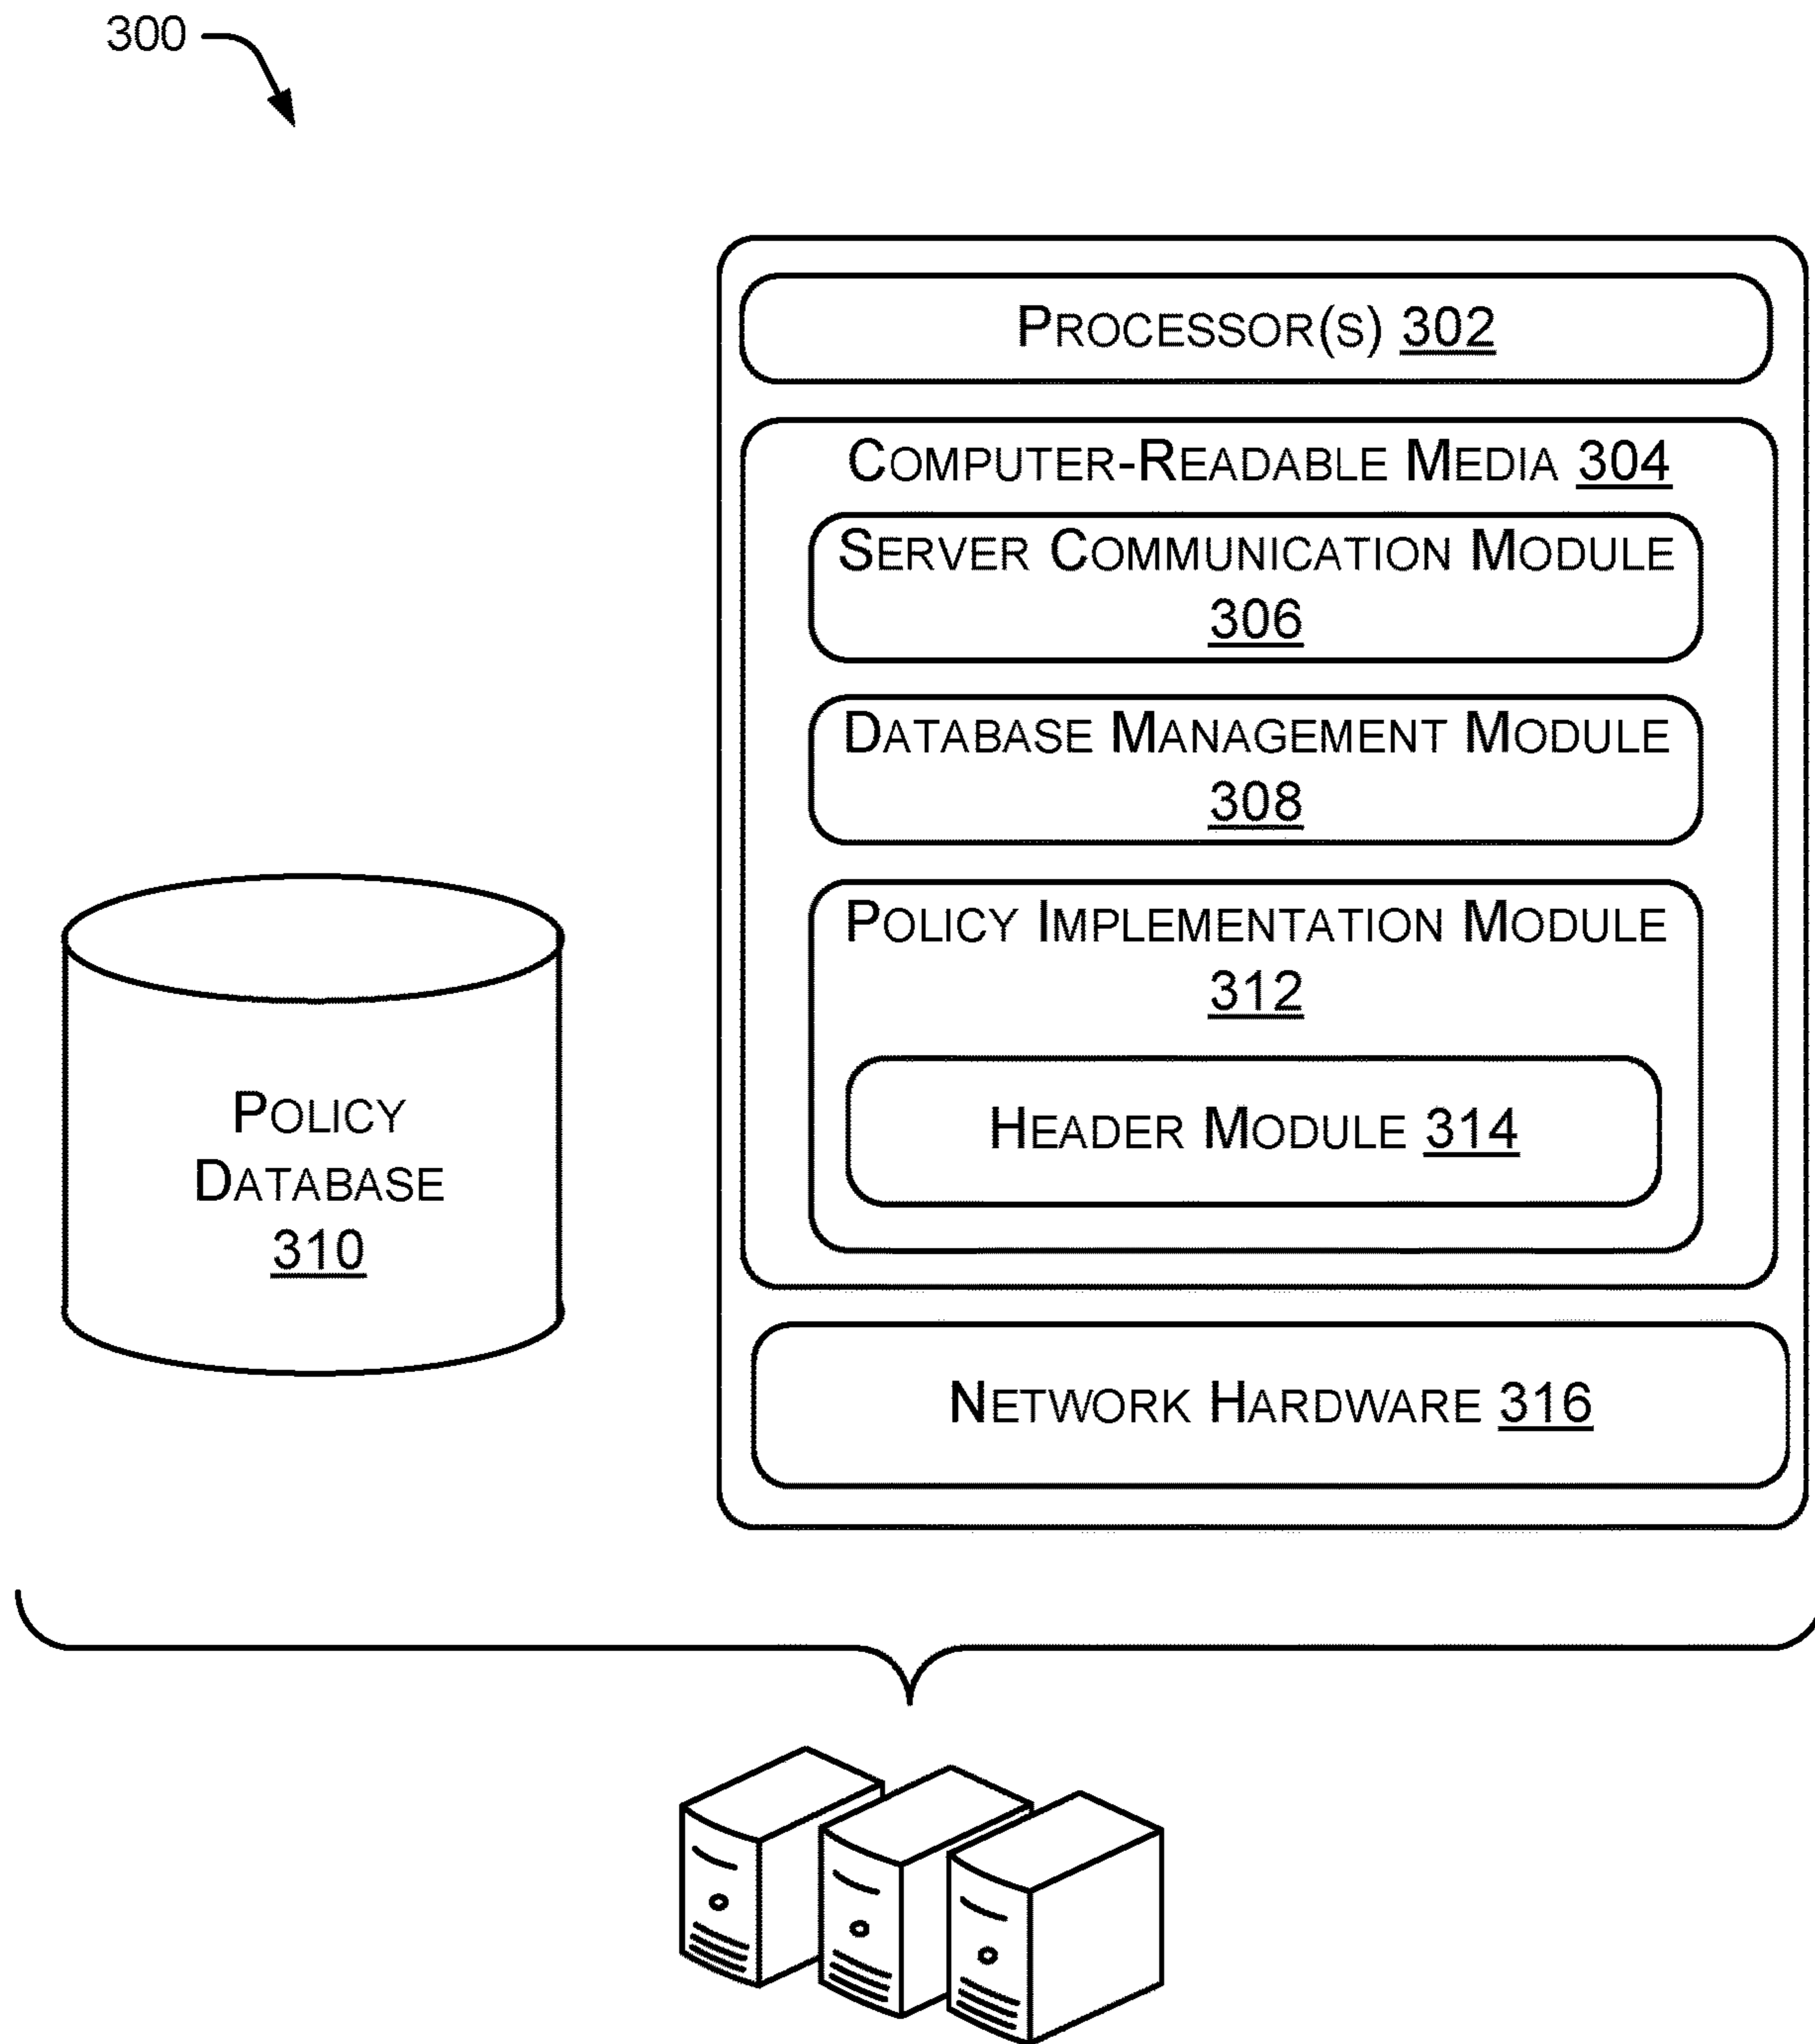 300
PROCESSOR(S) 302
COMPUTER-READABLE MEDIA 304
SERVER COMMUNICATION MODULE
306
DATABASE MANAGEMENT MODULE
308
POLICY IMPLEMENTATION MODULE
312
HEADER MODULE 314
POLICY
DATABASE
310
NETWORK HARDWARE 316